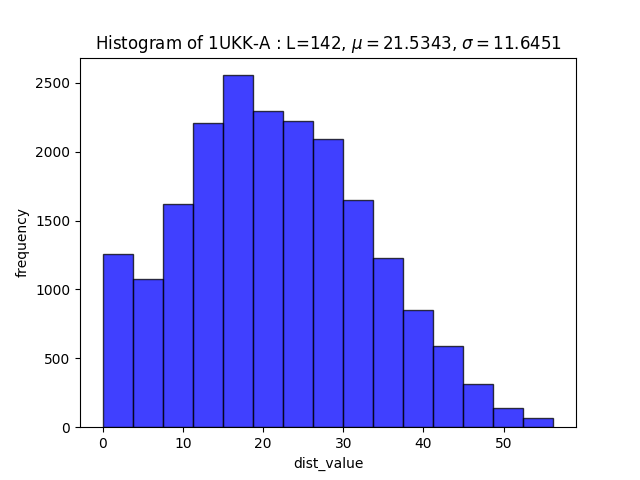 Histogram of 1UKK-A : L=142, μ = 21.5343, σ = 11.6451
2500
2000
1500
1000
500
0
frequency
0 10 20 30 40 50
dist_value